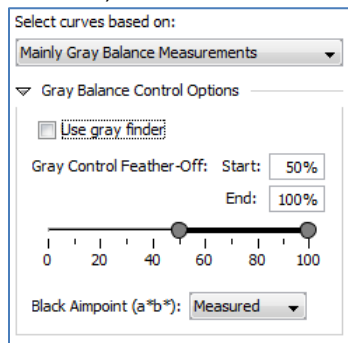 Select curves based on:
Mainly Gray Balance Measurements
Gray Balance Control Options
Use gray finder
Gray Control Feather-Off: Start: 50%
End: 100%
0 20 40 60 80 100
Black Aimpoint (a*b*): Measured